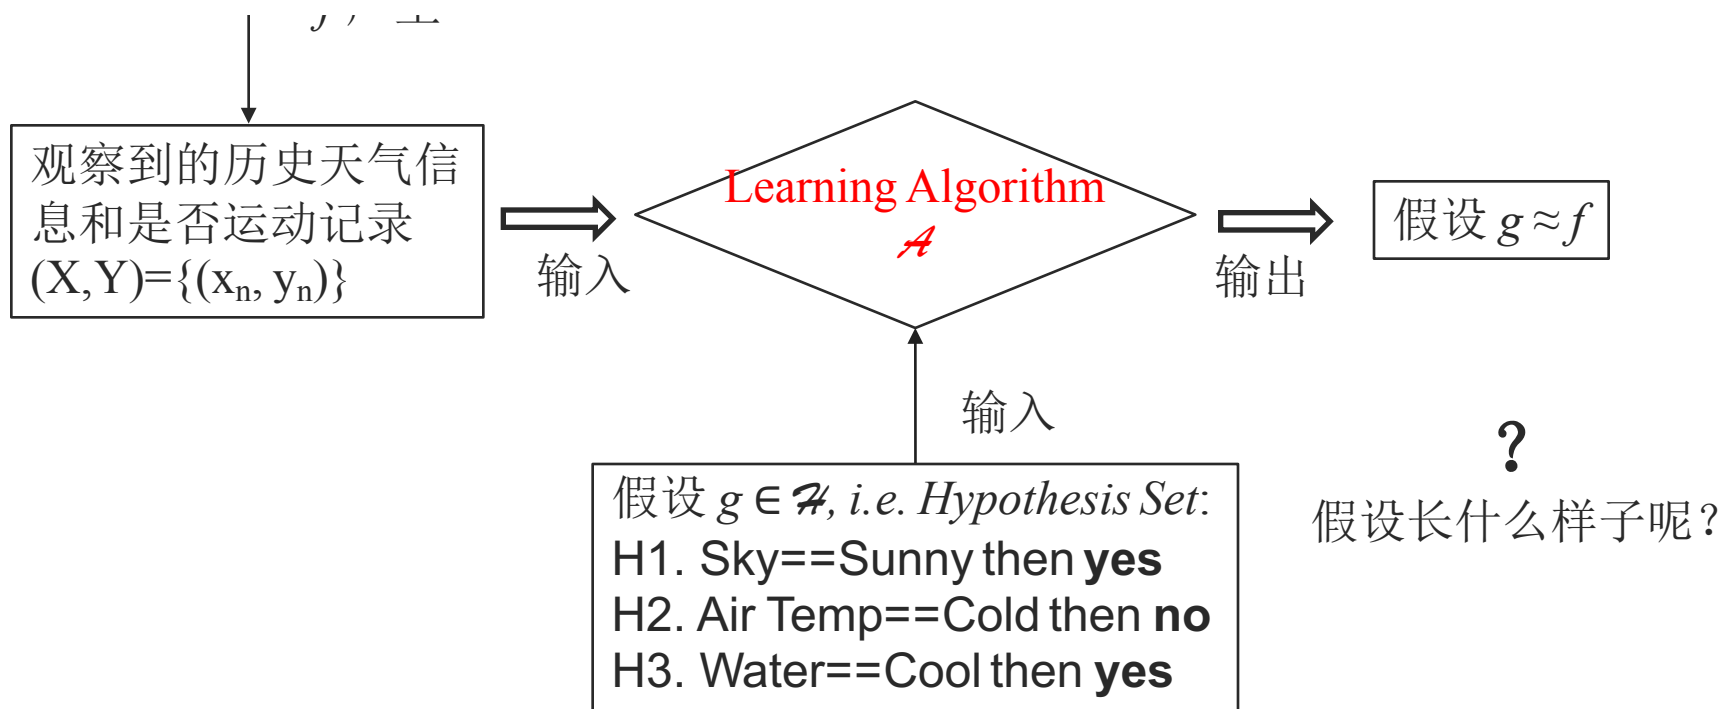 观察到的历史天气信
息和是否运动记录
(X,Y)={(xₙ, yₙ)}
输入
Learning Algorithm
𝒜
输出
假设 g ≈ f
输入
假设 g ∈ ℋ, i.e. Hypothesis Set:
H1. Sky==Sunny then yes
H2. Air Temp==Cold then no
H3. Water==Cool then yes
?
假设长什么样子呢?